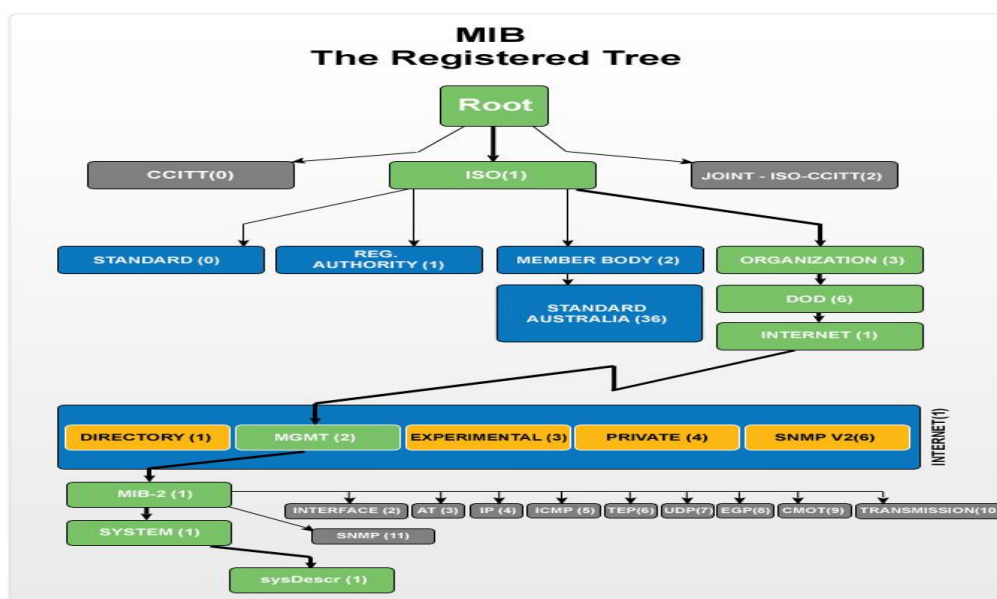 MIB
The Registered Tree
Root
CCITT(0)
ISO(1)
JOINT - ISO-CCITT(2)
STANDARD (0)
REG.
AUTHORITY (1)
MEMBER BODY (2)
ORGANIZATION (3)
STANDARD
AUSTRALIA (36)
DOD (6)
INTERNET (1)
DIRECTORY (1)
MGMT (2)
EXPERIMENTAL (3)
PRIVATE (4)
SNMP V2(6)
INTERNET(1)
MIB-2 (1)
INTERFACE (2)
AT (3)
IP (4)
ICMP (5)
TEP(6)
UDP(7)
EGP(8)
CMOT(9)
TRANSMISSION(10
SYSTEM (1)
SNMP (11)
sysDescr (1)